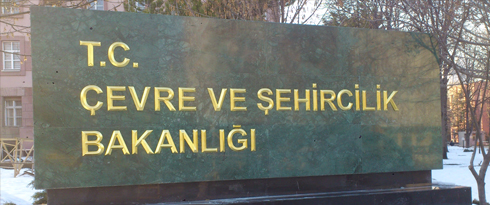 T.C.
ÇEVRE VE ŞEHİRCİLİK
BAKANLIĞI